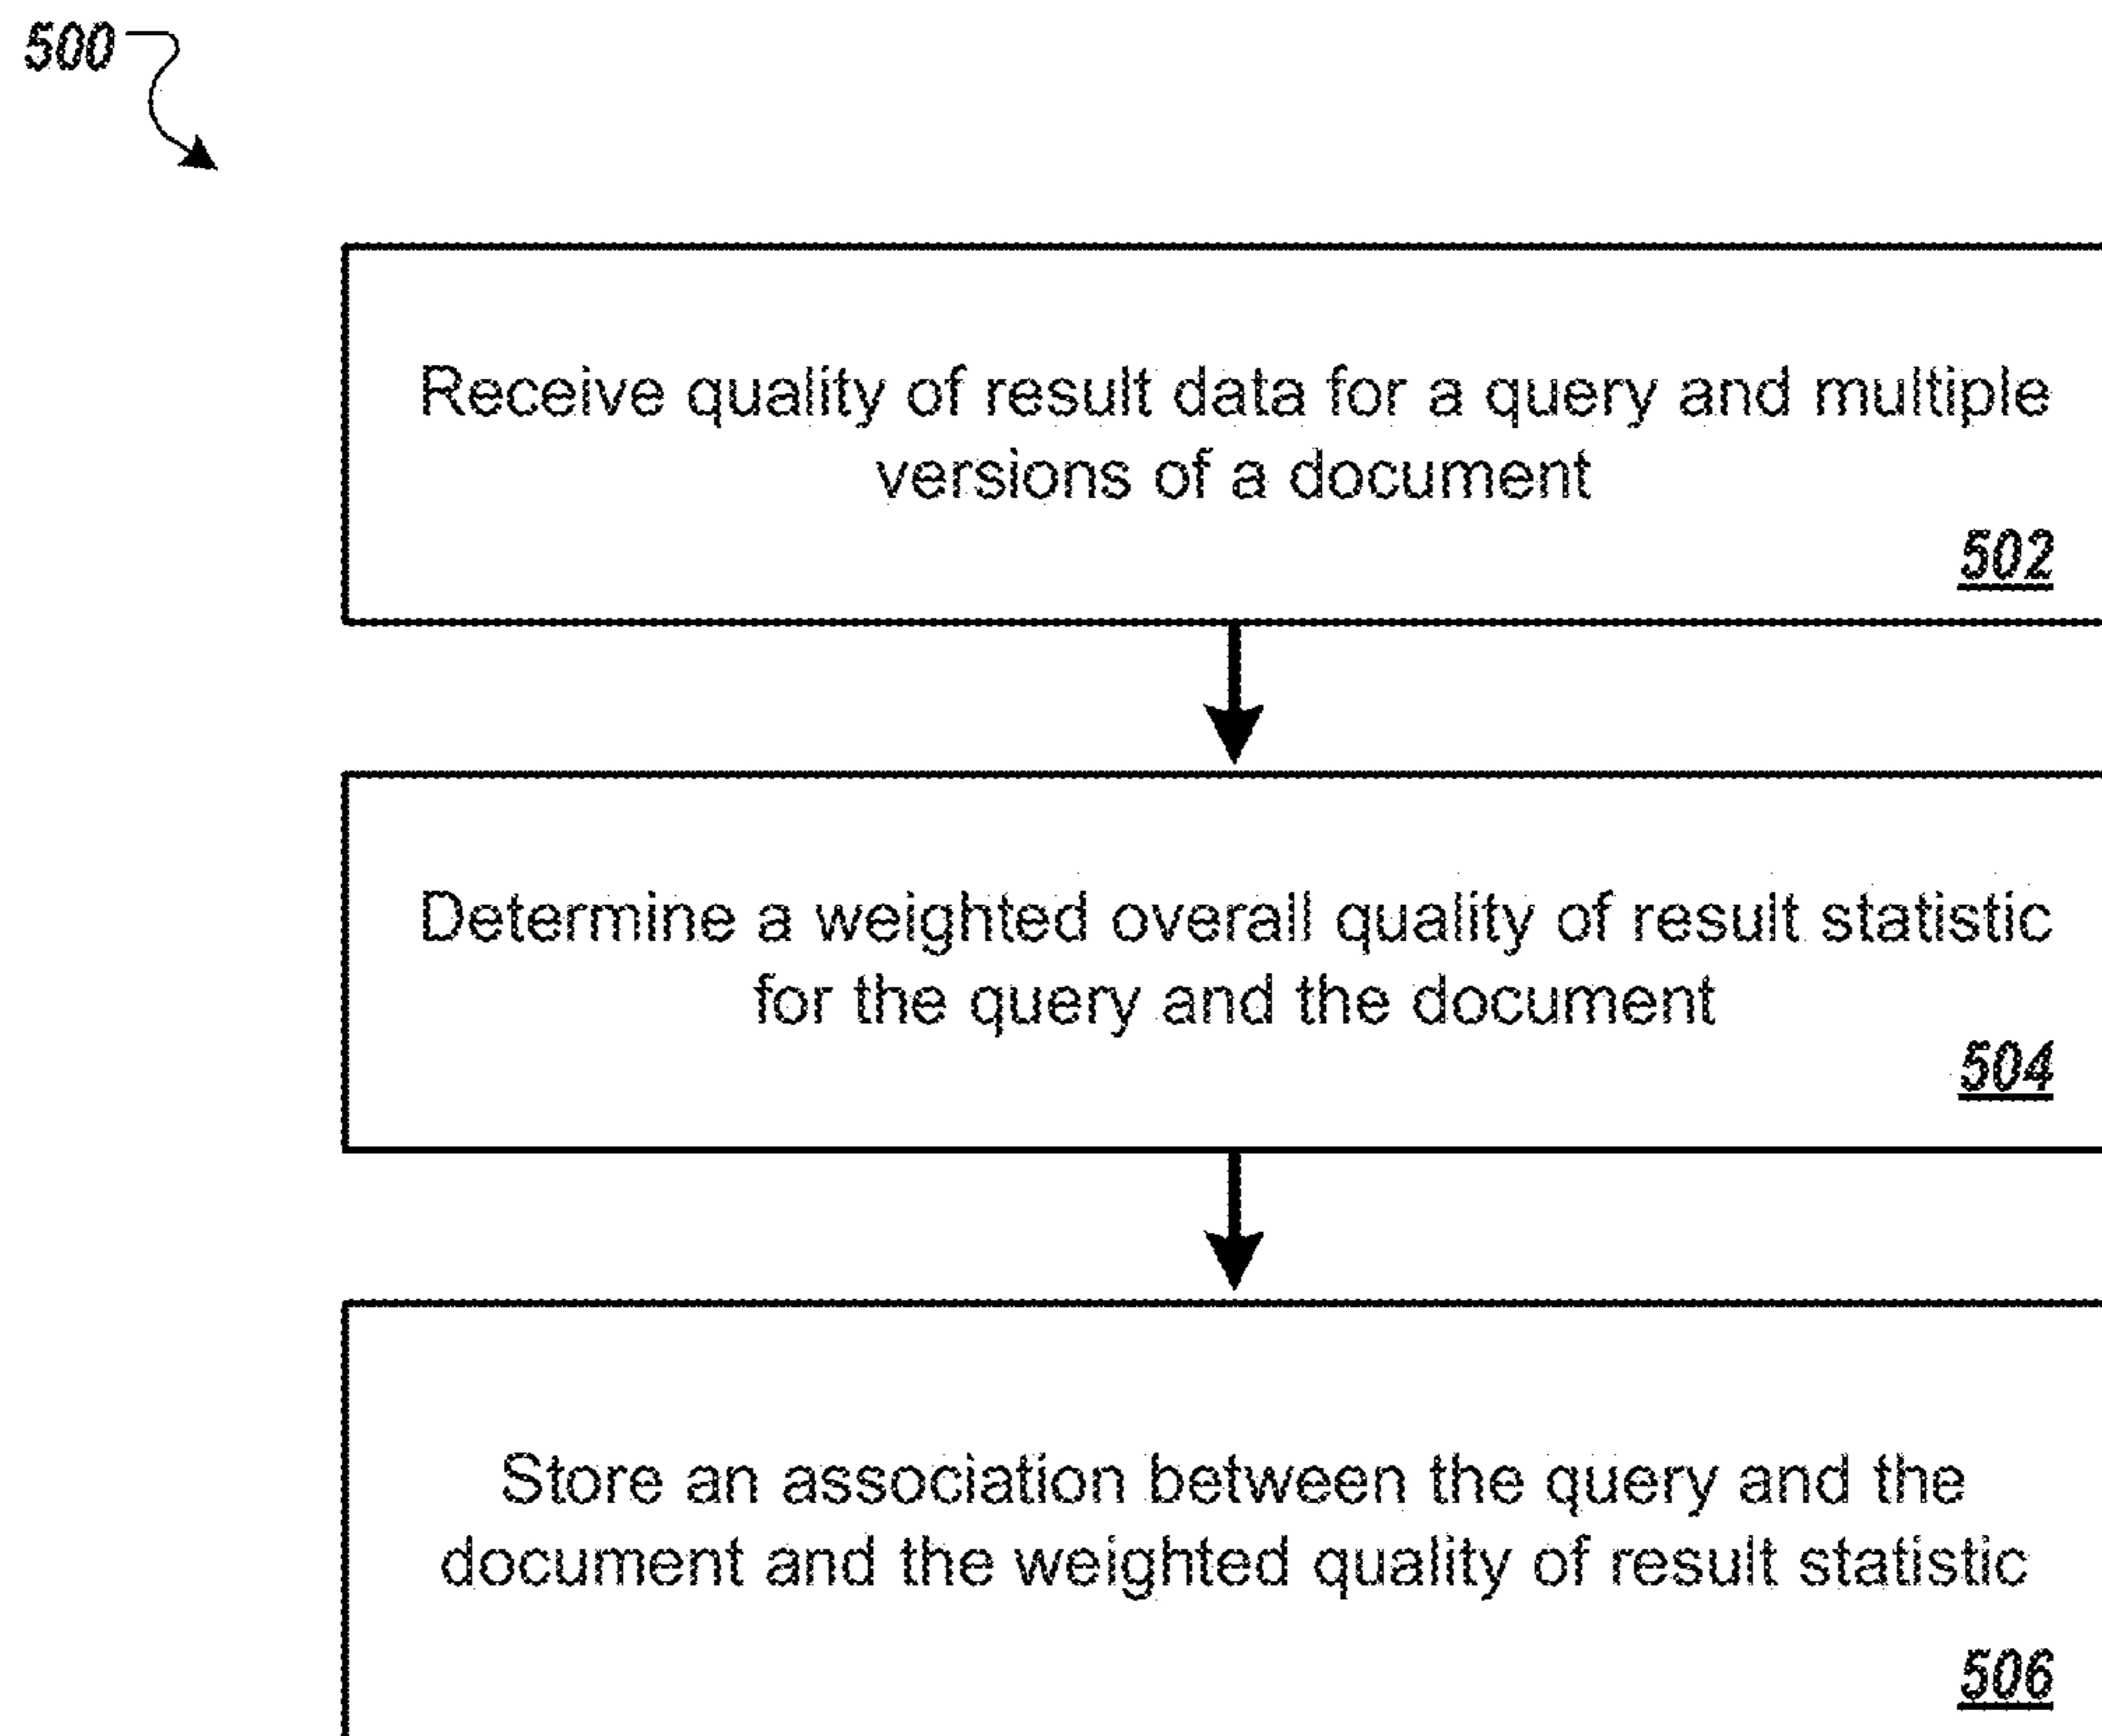 500
Receive quality of result data for a query and multiple
versions of a document
502
Determine a weighted overall quality of result statistic
for the query and the document
504
Store an association between the query and the
document and the weighted quality of result statistic
506